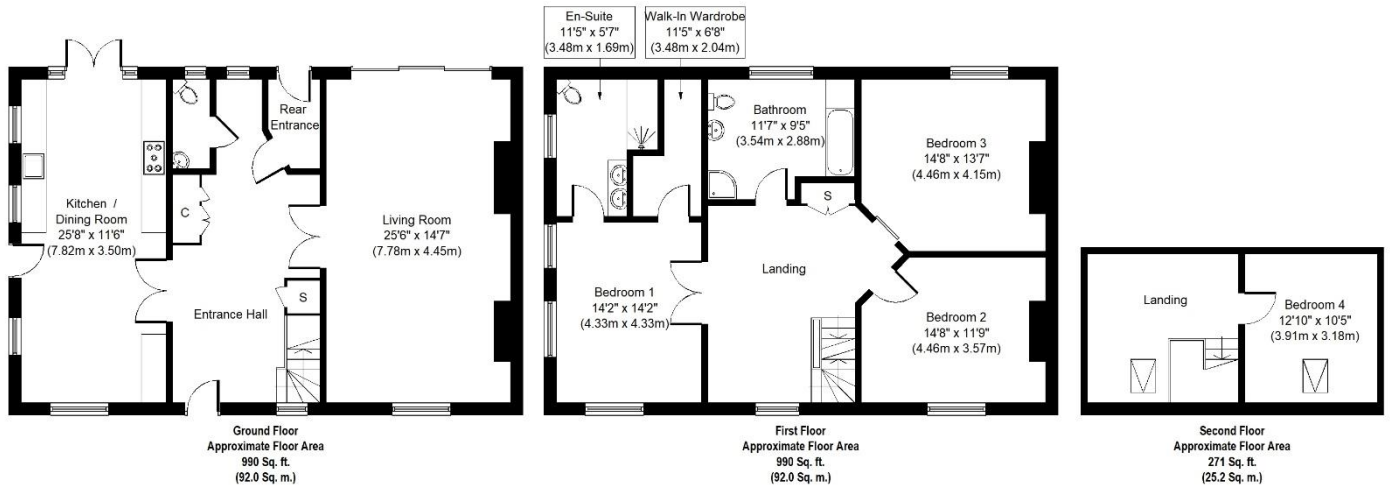 Kitchen /
Dining Room
25'8" x 11'6"
(7.82m x 3.50m)
C
Rear
Entrance
Entrance Hall
S
Living Room
25'6" x 14'7"
(7.78m x 4.45m)
Ground Floor
Approximate Floor Area
990 Sq. ft.
(92.0 Sq. m.)
En-Suite
11'5" x 5'7"
(3.48m x 1.69m)
Walk-In Wardrobe
11'5" x 6'8"
(3.48m x 2.04m)
Bathroom
11'7" x 9'5"
(3.54m x 2.88m)
S
Bedroom 3
14'8" x 13'7"
(4.46m x 4.15m)
Bedroom 1
14'2" x 14'2"
(4.33m x 4.33m)
Landing
Bedroom 2
14'8" x 11'9"
(4.46m x 3.57m)
First Floor
Approximate Floor Area
990 Sq. ft.
(92.0 Sq. m.)
Landing
Bedroom 4
12'10" x 10'5"
(3.91m x 3.18m)
Second Floor
Approximate Floor Area
271 Sq. ft.
(25.2 Sq. m.)